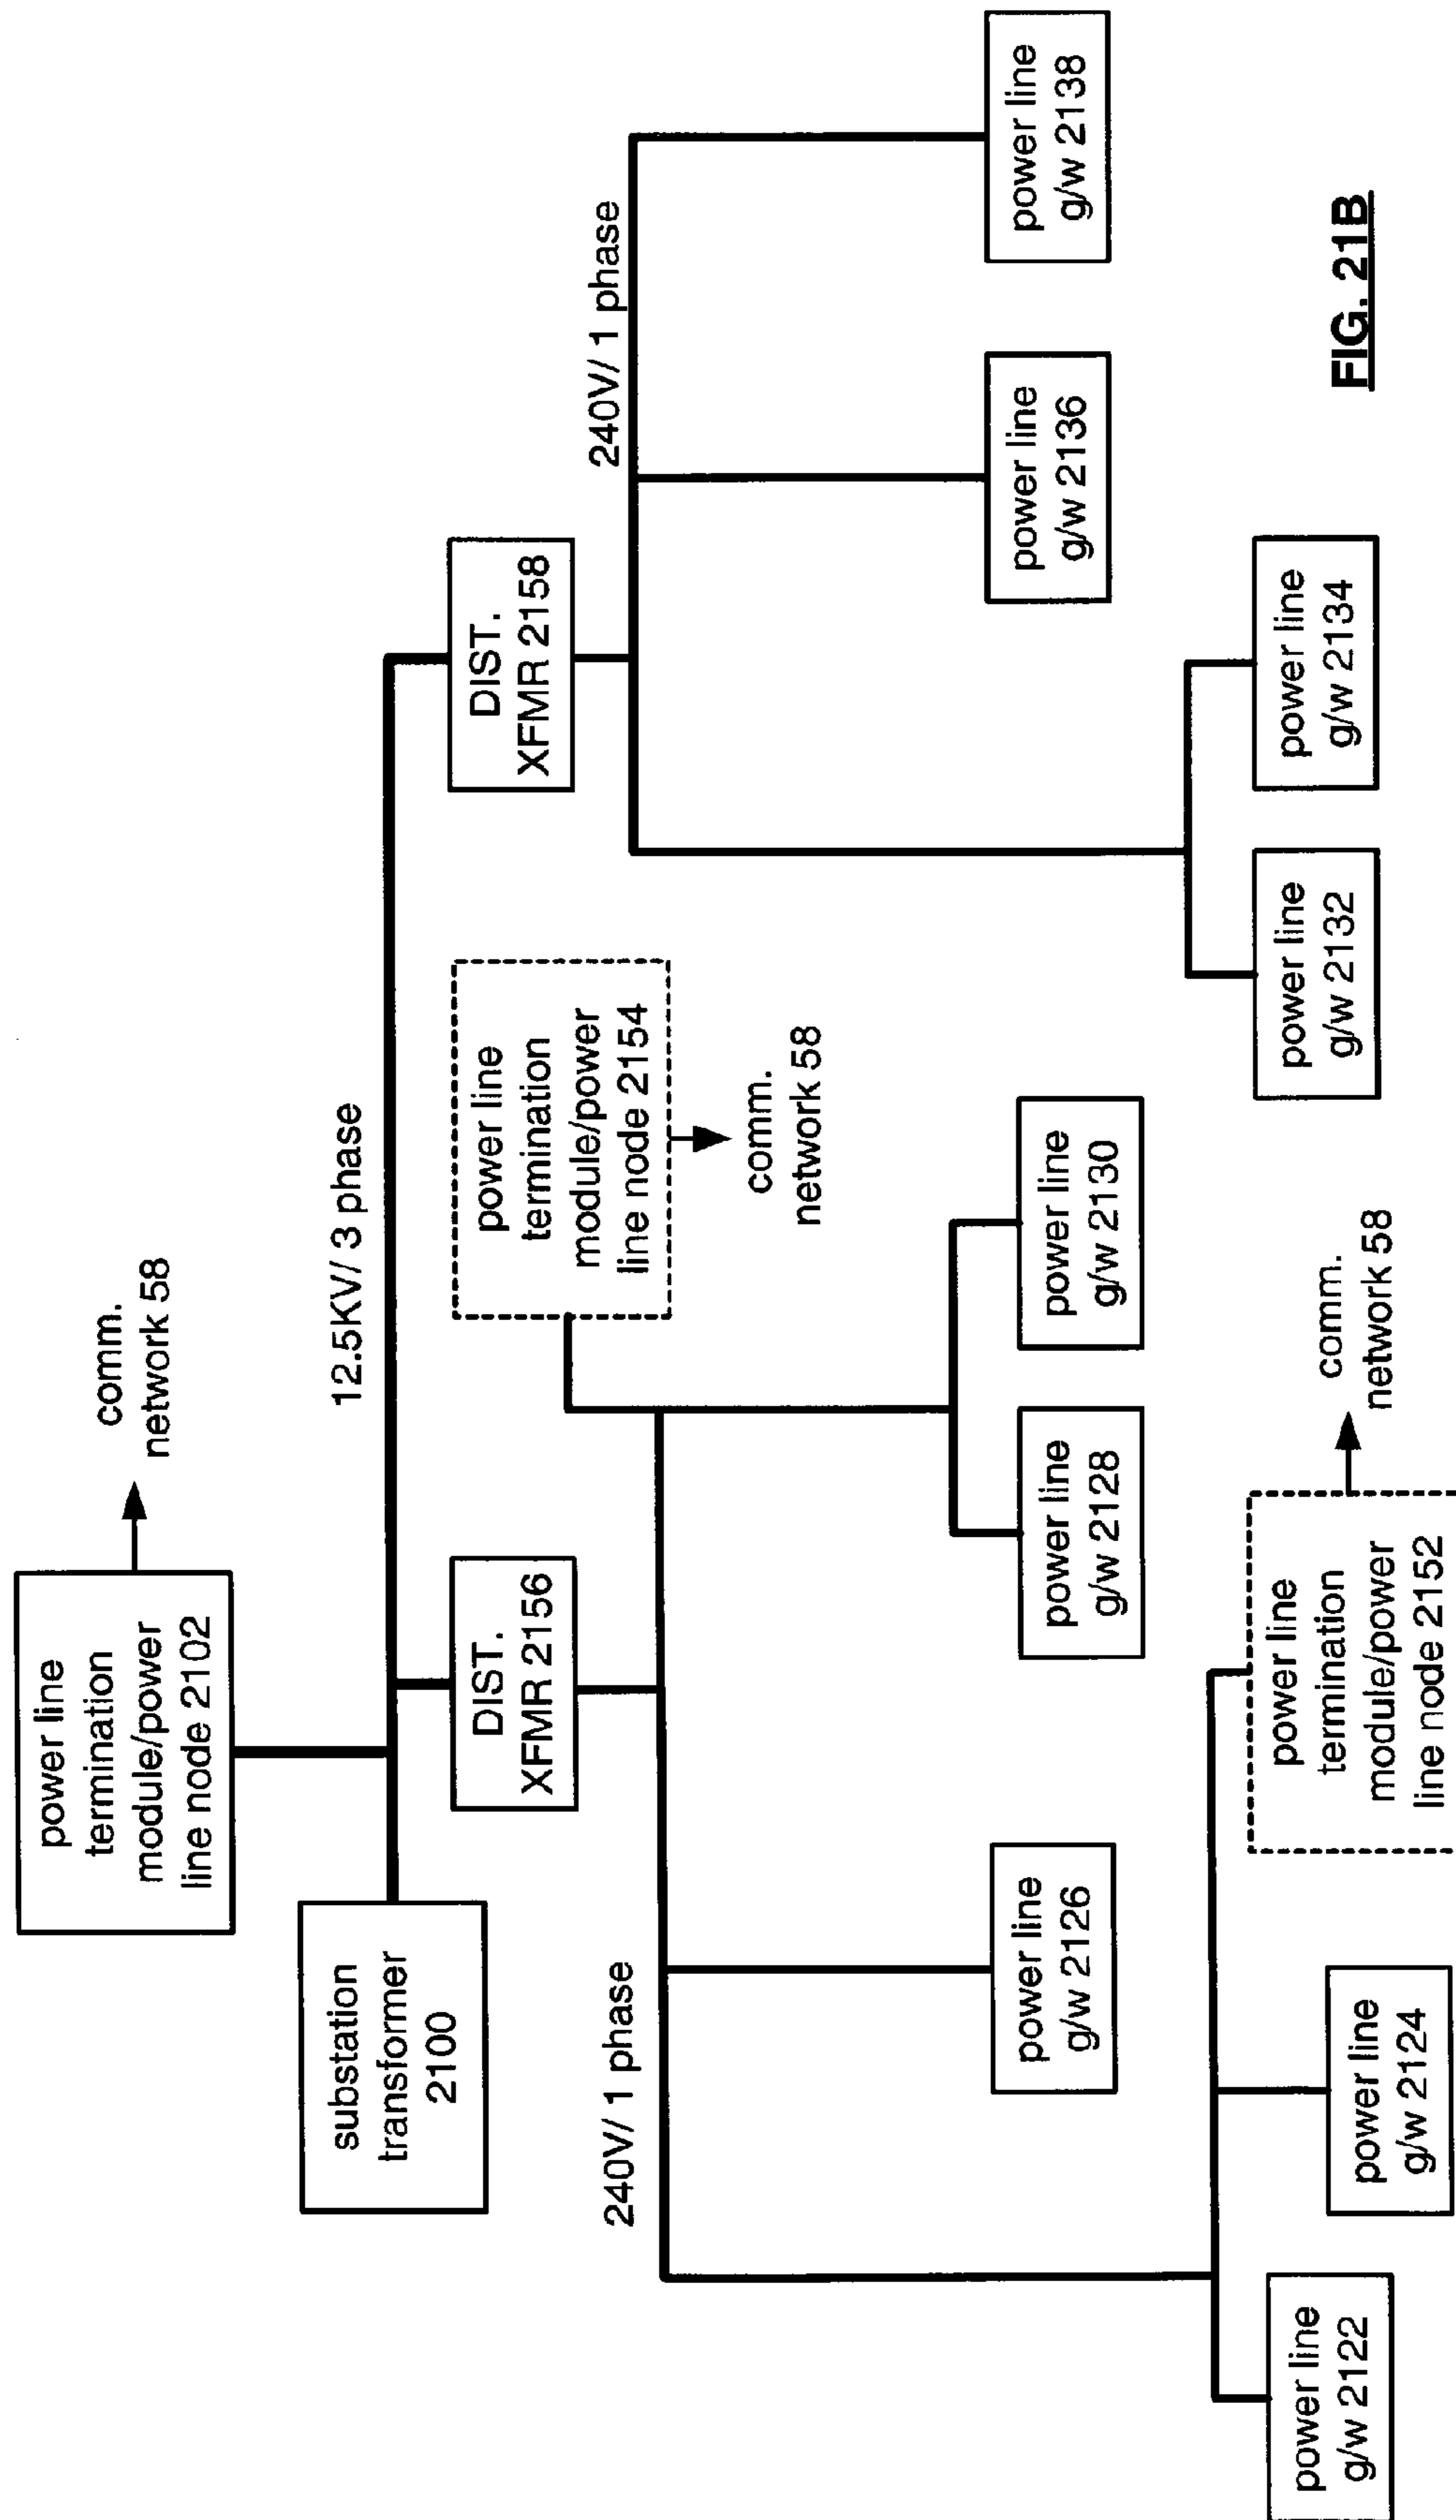 power line
termination
module/power
line node 2102
comm.
network 58
substation
transformer
2100
12.5KV/ 3 phase
DIST.
XFMR 2156
DIST.
XFMR 2158
power line
termination
module/power
line node 2154
comm.
network 58
240V/ 1 phase
240V/ 1 phase
power line
g/w 2126
power line
g/w 2128
power line
g/w 2130
power line
g/w 2136
power line
g/w 2138
power line
g/w 2122
power line
g/w 2124
power line
termination
module/power
line node 2152
comm.
network 58
power line
g/w 2132
power line
g/w 2134
FIG. 21B